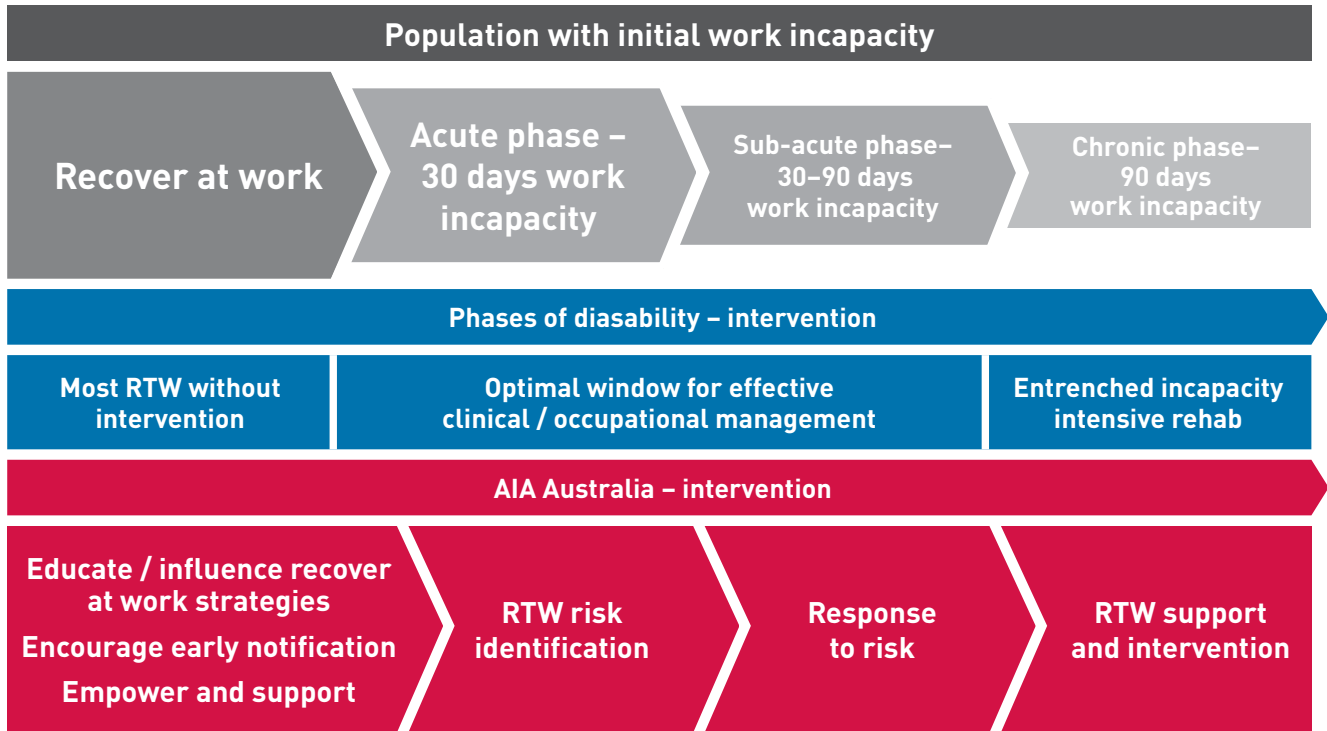 Population with initial work incapacity
Recover at work
Acute phase –
30 days work
incapacity
Sub-acute phase–
30–90 days
work incapacity
Chronic phase–
90 days
work incapacity
Phases of diasability – intervention
Most RTW without
intervention
Optimal window for effective
clinical / occupational management
Entrenched incapacity
intensive rehab
AIA Australia – intervention
Educate / influence recover
at work strategies
Encourage early notification
Empower and support
RTW risk
identification
Response
to risk
RTW support
and intervention